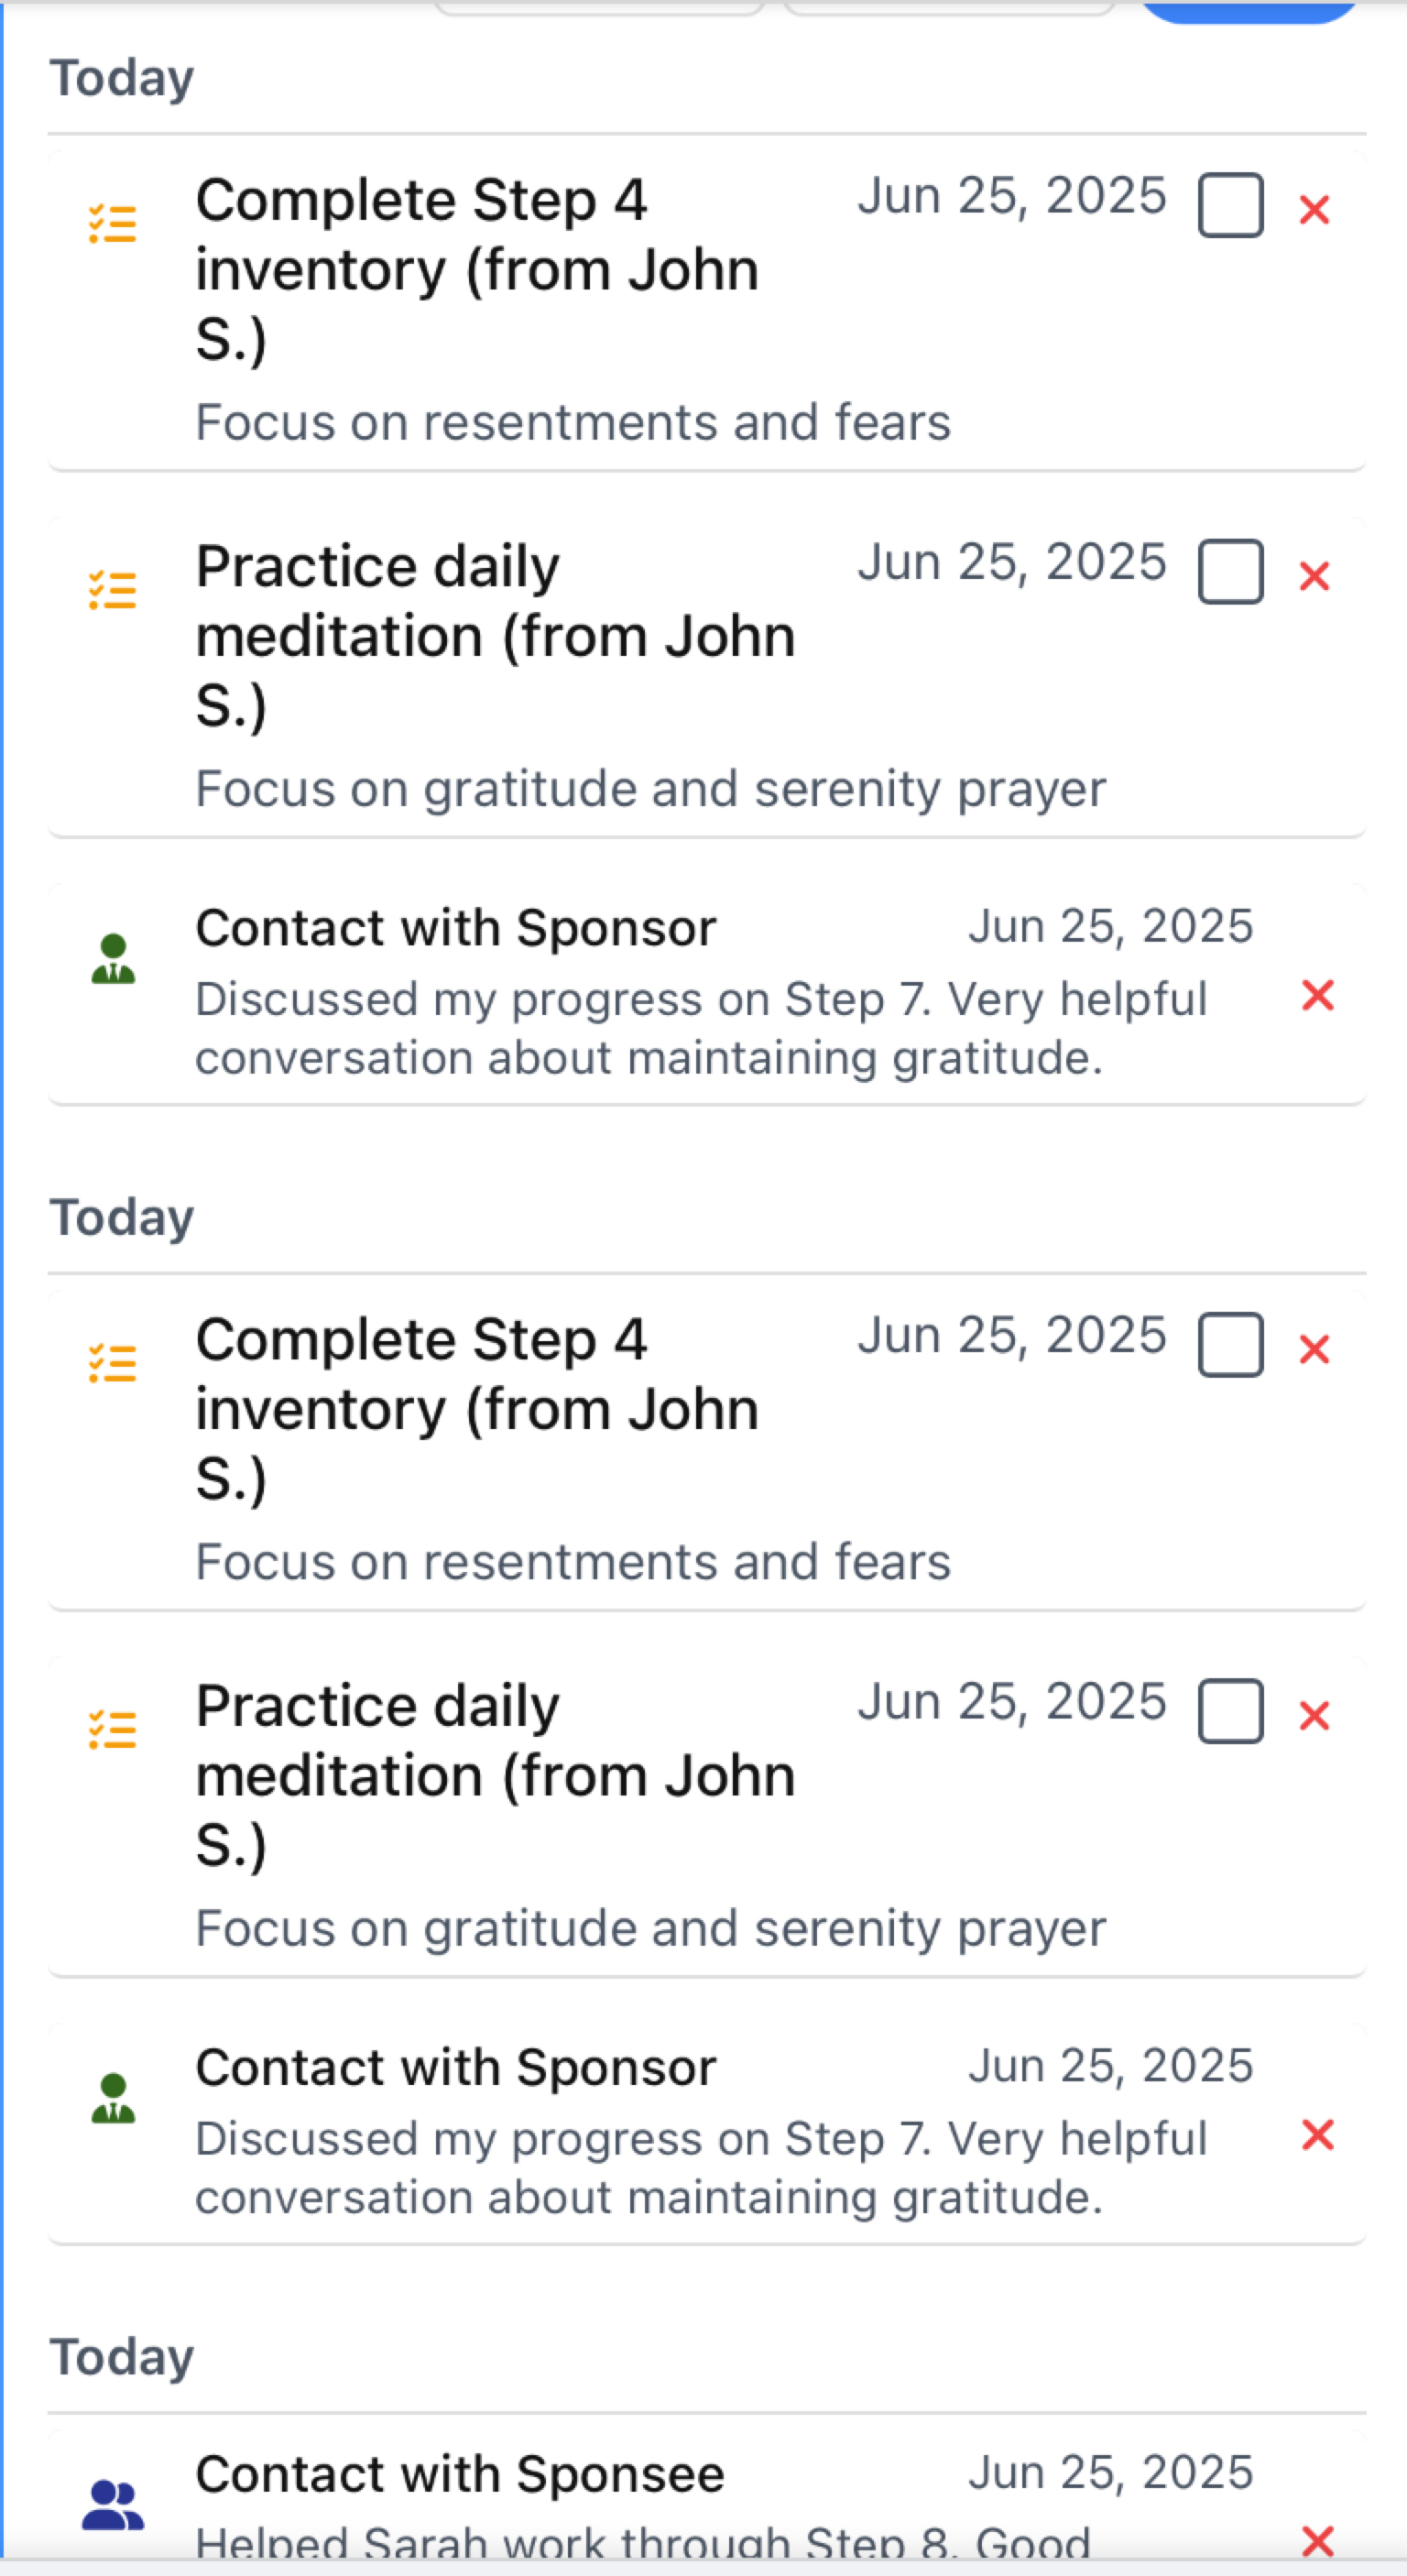 Today
Complete Step 4
inventory (from John
S.)
Jun 25, 2025
Focus on resentments and fears
Practice daily
meditation (from John
S.)
Jun 25, 2025
Focus on gratitude and serenity prayer
Contact with Sponsor
Jun 25, 2025
Discussed my progress on Step 7. Very helpful
conversation about maintaining gratitude.
Today
Complete Step 4
inventory (from John
S.)
Jun 25, 2025
Focus on resentments and fears
Practice daily
meditation (from John
S.)
Jun 25, 2025
Focus on gratitude and serenity prayer
Contact with Sponsor
Jun 25, 2025
Discussed my progress on Step 7. Very helpful
conversation about maintaining gratitude.
Today
Contact with Sponsee
Jun 25, 2025
Helped Sarah work through Step 8. Good